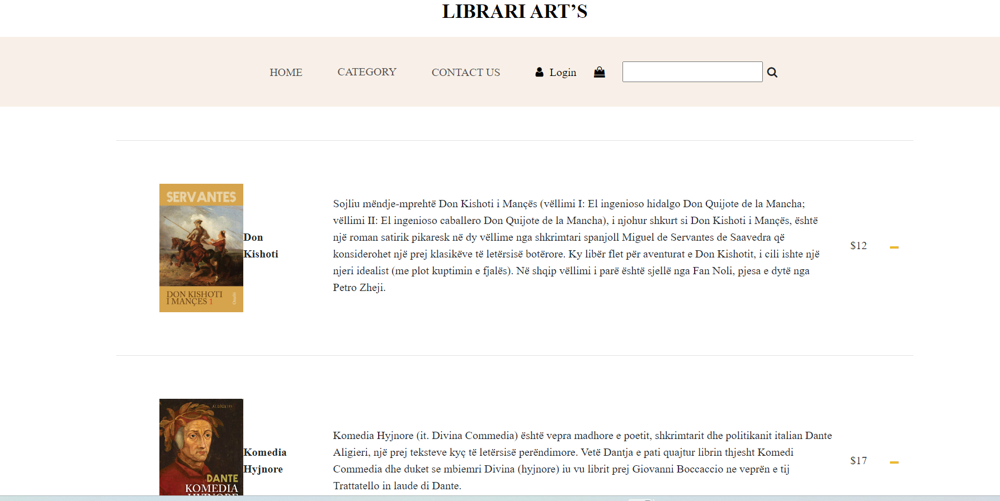 LIBRARI ART’S
HOME
CATEGORY
CONTACT US
Login
SERVANTES
DON KISHOTI
I MANÇES 1
Onufri
Don
Kishoti
Sojliu mëndje-mprehtë Don Kishoti i Mançës (vëllimi I: El ingenioso hidalgo Don Quijote de la Mancha;
vëllimi II: El ingenioso caballero Don Quijote de la Mancha), i njohur shkurt si Don Kishoti i Mançës, është
një roman satirik pikaresk në dy vëllime nga shkrimtari spanjoll Miguel de Servantes de Saavedra që
konsiderohet një prej klasikëve të letërsisë botërore. Ky libër flet për aventurat e Don Kishotit, i cili ishte një
njeri idealist (me plot kuptimin e fjalës). Në shqip vëllimi i parë është sjellë nga Fan Noli, pjesa e dytë nga
Petro Zheji.
$12
ALIGIERI
DANTE
KOMEDIA
HYJNORE
Komedia
Hyjnore
Komedia Hyjnore (it. Divina Commedia) është vepra madhore e poetit, shkrimtarit dhe politikanit italian Dante
Aligieri, një prej teksteve kyç të letërsisë perëndimore. Vetë Dantja e pati quajtur librin thjesht Komedi
Commedia dhe duket se mbiemri Divina (hyjnore) iu vu librit prej Giovanni Boccaccio ne veprën e tij
Trattatello in laude di Dante.
$17